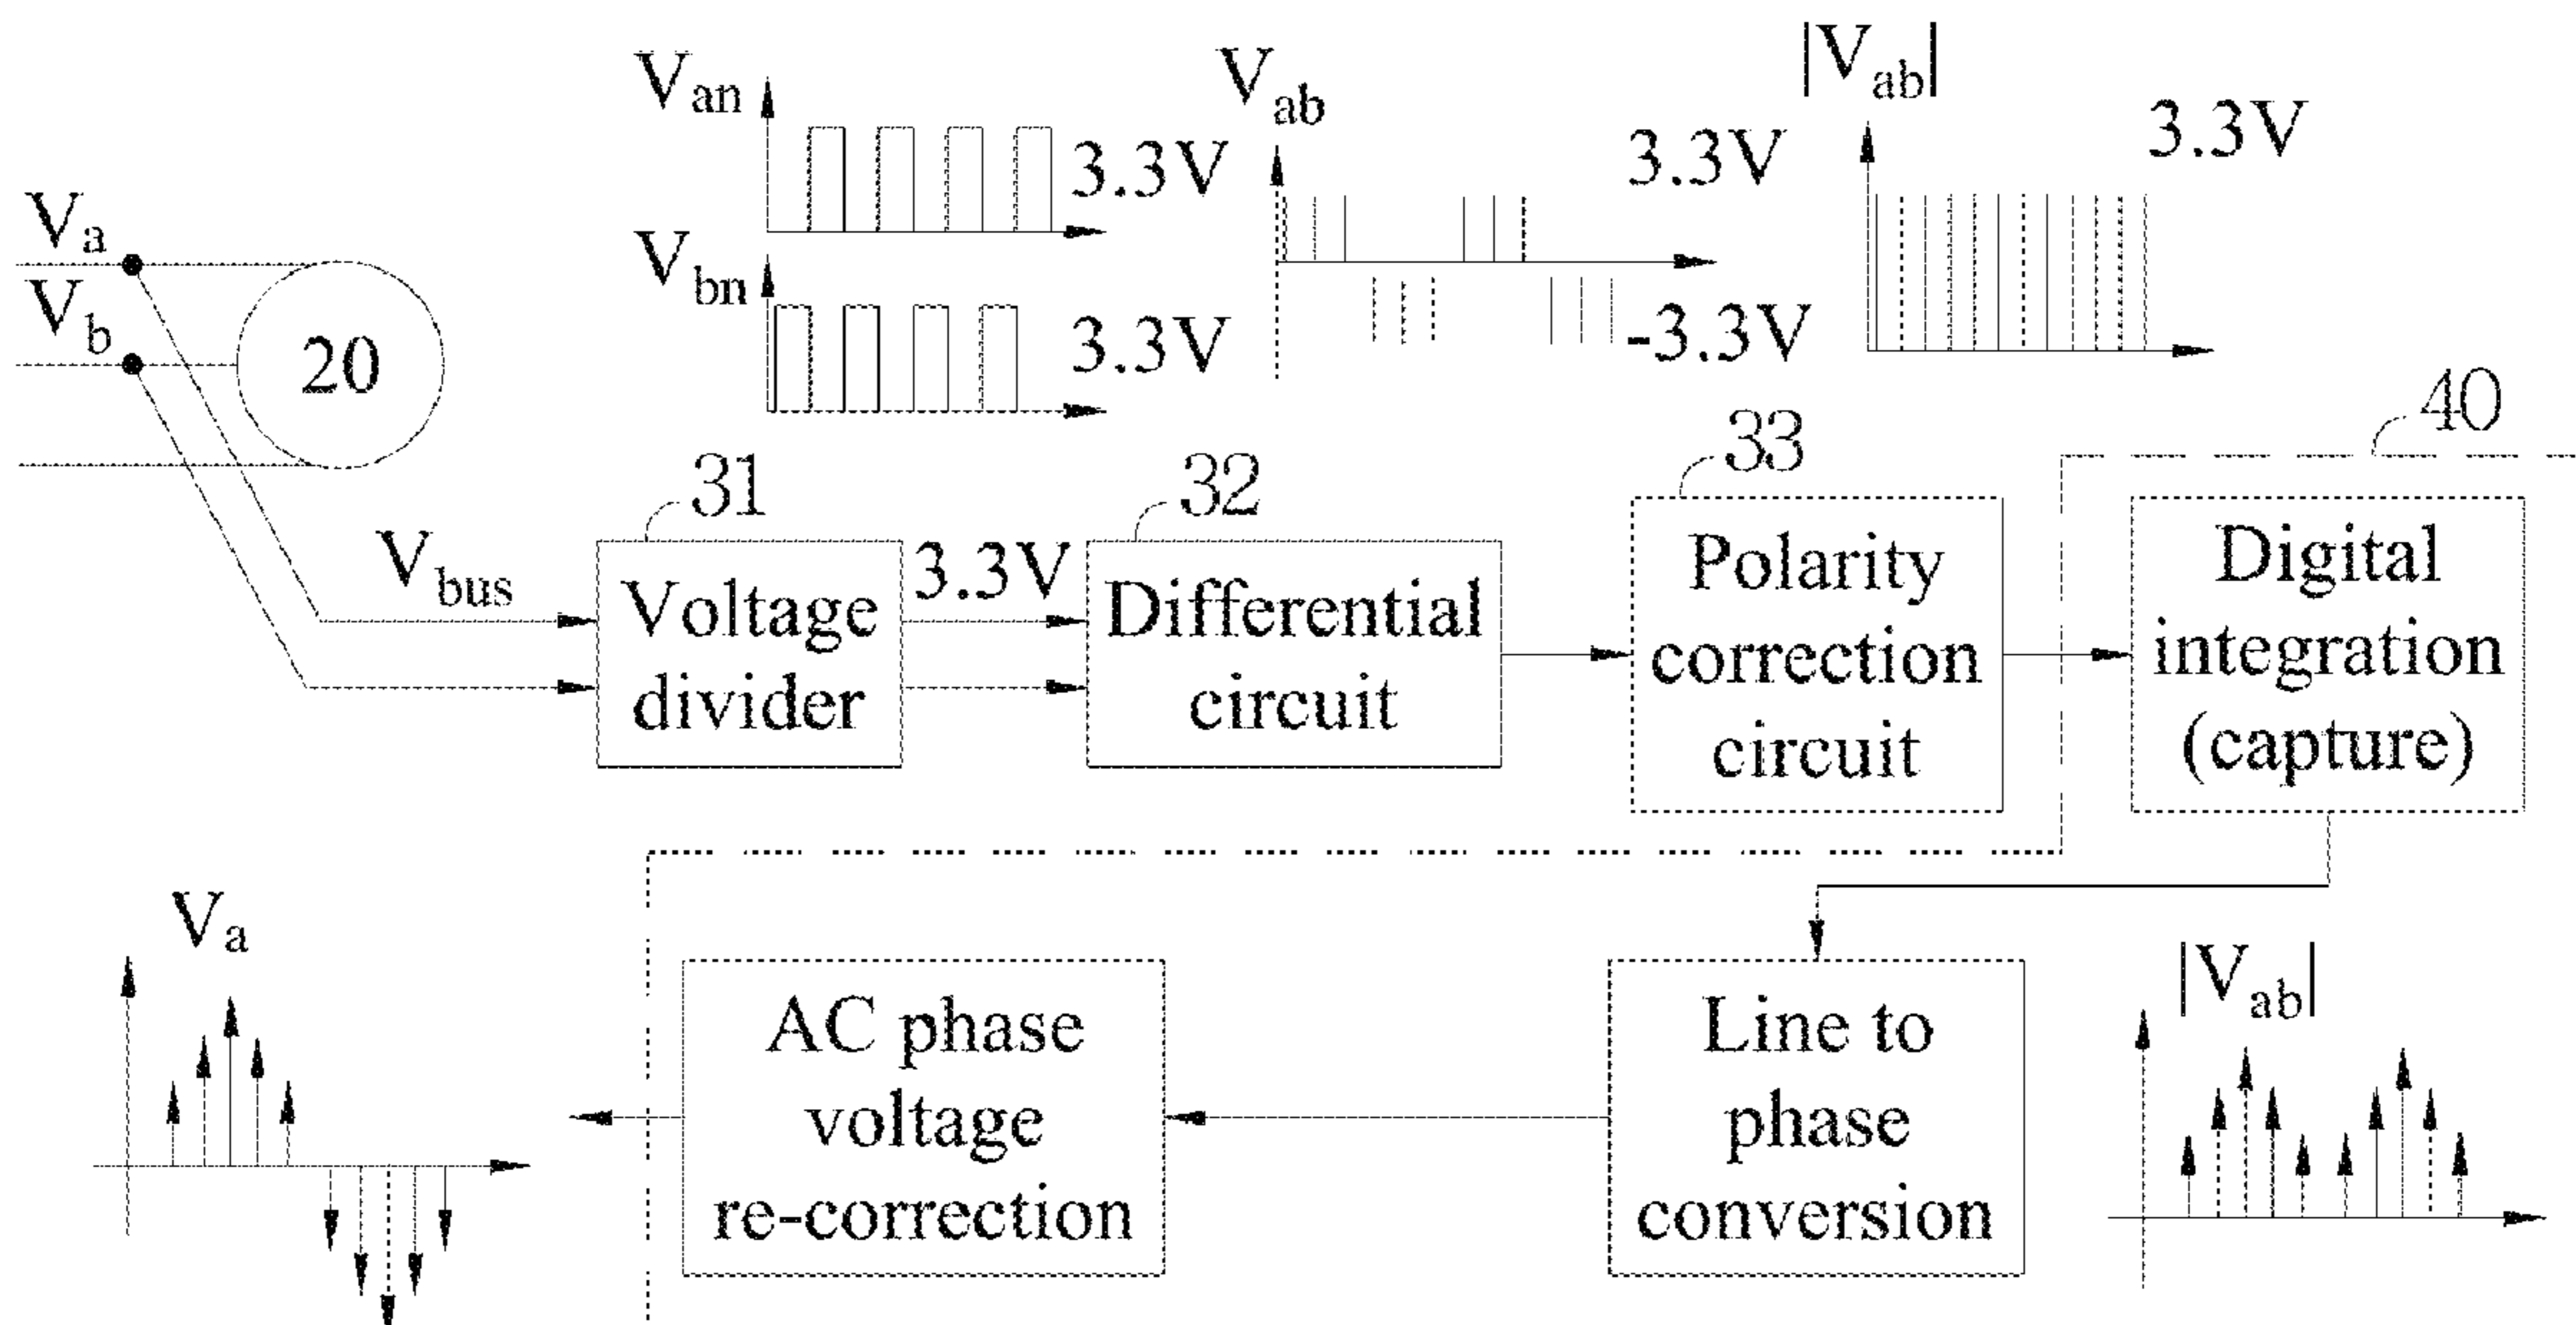 Van
3.3V
Vbn
3.3V
Vab
3.3V
-3.3V
|Vab|
3.3V
Va
Vb
20
Vbus
31
Voltage
divider
3.3V
32
Differential
circuit
33
Polarity
correction
circuit
40
Digital
integration
(capture)
Va
AC phase
voltage
re-correction
Line to
phase
conversion
|Vab|